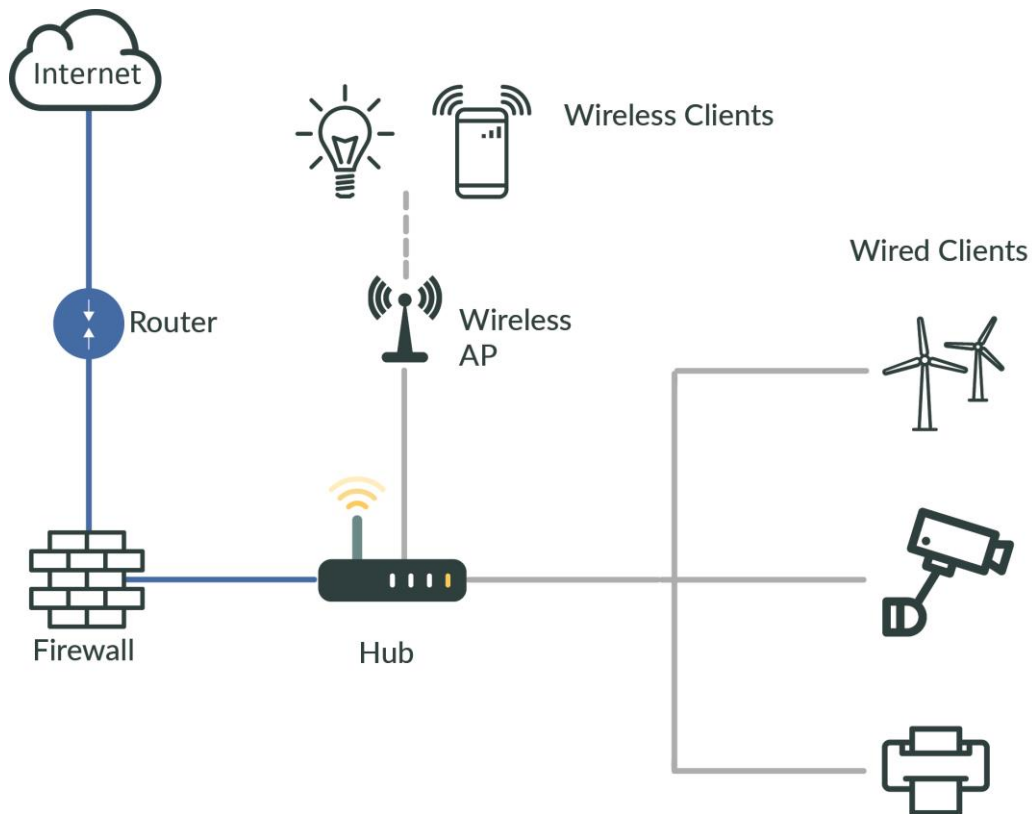 Internet
Wireless Clients
Wired Clients
Router
Wireless
AP
Firewall
Hub